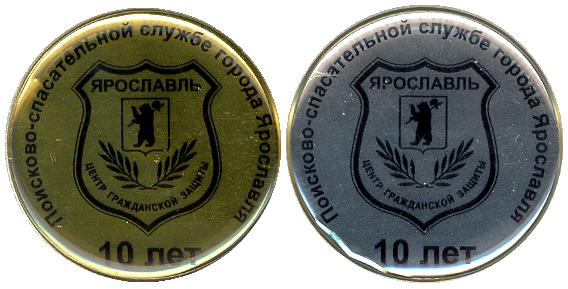 Поисково-спасательной службе города Ярославля
ЯРОСЛАВЛЬ
ЦЕНТР ГРАЖДАНСКОЙ ЗАЩИТЫ
10 лет
Поисково-спасательной службе города Ярославля
ЯРОСЛАВЛЬ
ЦЕНТР ГРАЖДАНСКОЙ ЗАЩИТЫ
10 лет